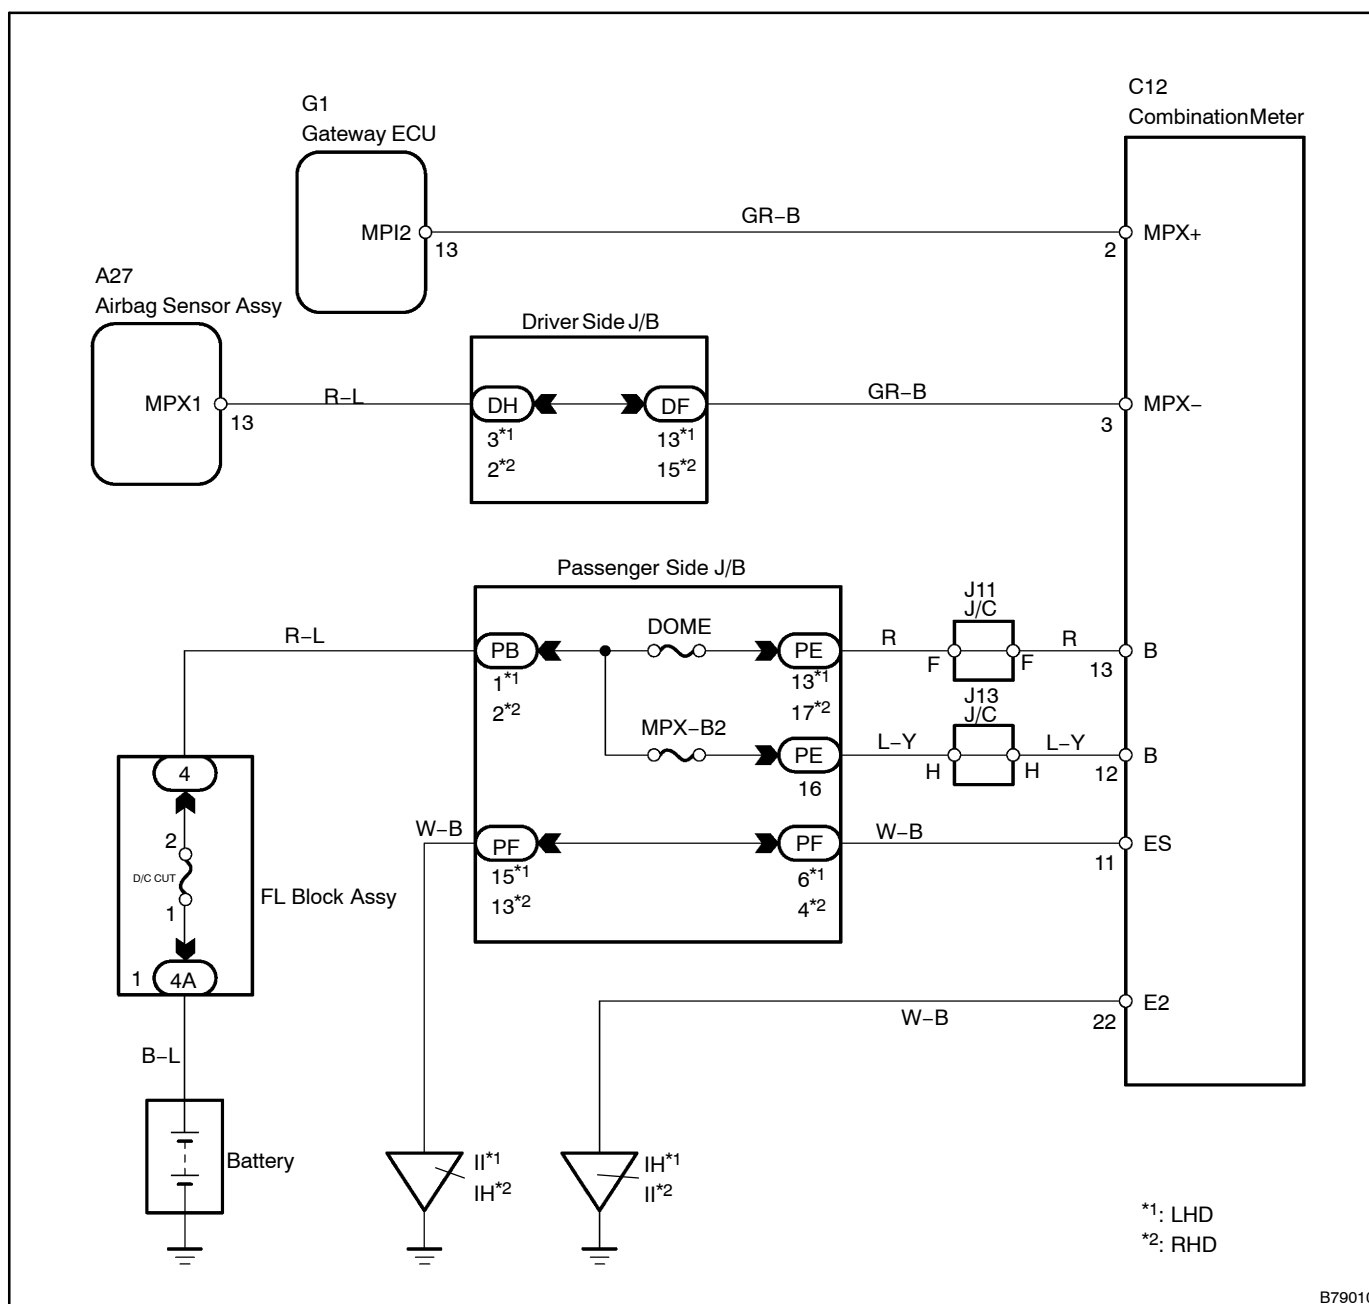 C12
CombinationMeter
G1
Gateway ECU
MPI2
13
GR−B
2
MPX+
A27
Airbag Sensor Assy
MPX1
13
R−L
Driver Side J/B
DH
3*1
2*2
DF
13*1
15*2
GR−B
3
MPX−
Passenger Side J/B
R−L
PB
1*1
2*2
DOME
PE
13*1
17*2
R
J11
J/C
F
F
R
13
B
MPX−B2
PE
16
L−Y
J13
J/C
H
H
L−Y
12
B
W−B
PF
15*1
13*2
PF
6*1
4*2
W−B
11
ES
4
2
D/C CUT
1
FL Block Assy
1
4A
B−L
Battery
W−B
22
E2
II*1
IH*2
IH*1
II*2
*1: LHD
*2: RHD
B79010